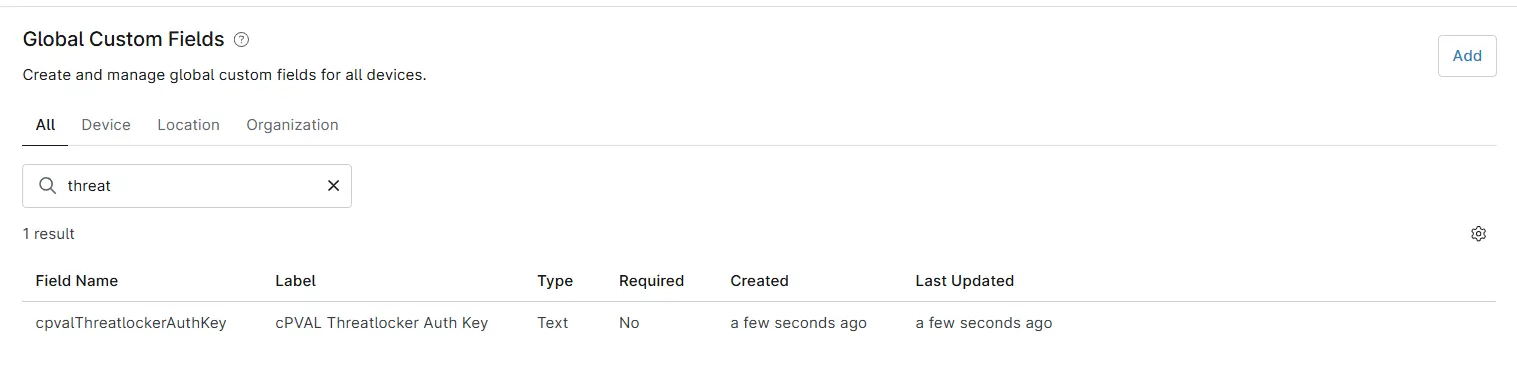 Global Custom Fields ?
Create and manage global custom fields for all devices.
Add
All Device Location Organization
threat
1 result
Field Name Label Type Required Created Last Updated
cpvalThreatlockerAuthKey cPVAL Threatlocker Auth Key Text No a few seconds ago a few seconds ago